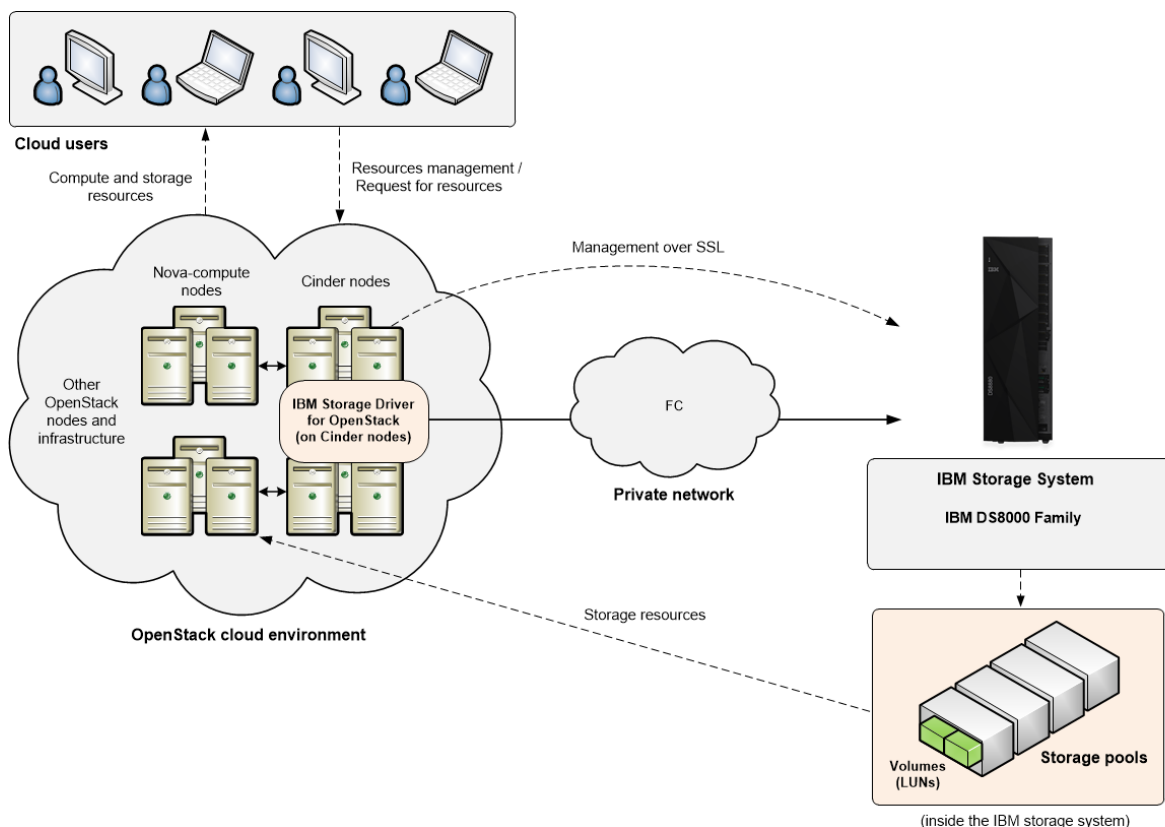 Cloud users
Compute and storage
resources
Resources management /
Request for resources
Nova-compute
nodes
Cinder nodes
Management over SSL
Other
OpenStack
nodes and
infrastructure
IBM Storage Driver
for OpenStack
(on Cinder nodes)
FC
Private network
IBM
DS8000
IBM Storage System
IBM DS8000 Family
OpenStack cloud environment
Storage resources
Volumes
(LUNs)
Storage pools
(inside the IBM storage system)